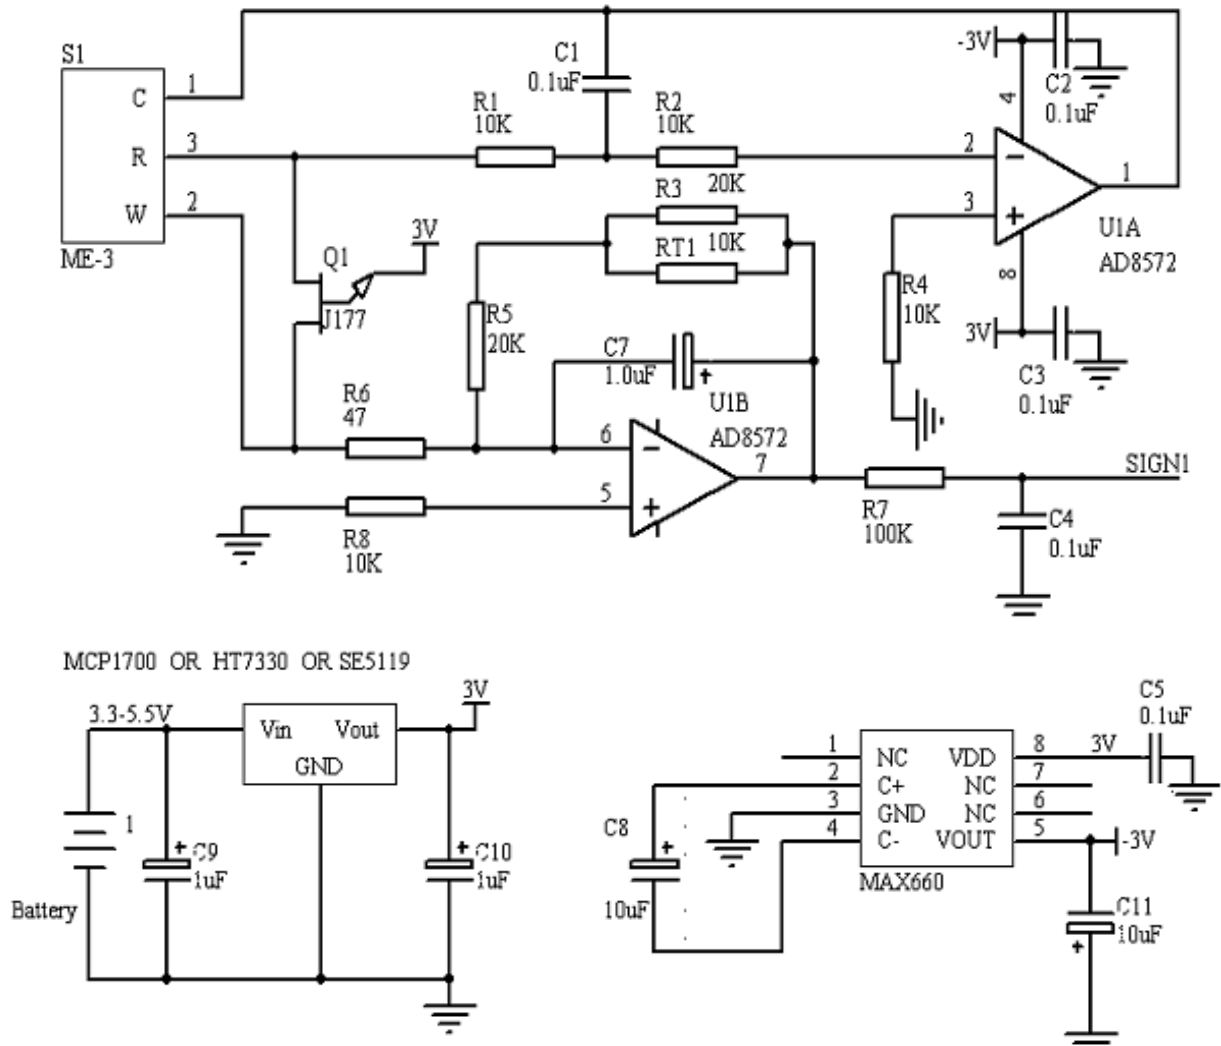 S1
C 1
R 3
W 2
ME-3
C1
0.1uF
R1
10K
R2
10K
-3V
C2
0.1uF
4
2
3
1
U1A
AD8572
8
3V
C3
0.1uF
R4
10K
R3
20K
RT1
10K
3V
Q1
J177
R5
20K
C7
1.0uF
+
U1B
AD8572
R6
47
6
5
7
R8
10K
R7
100K
SIGN1
C4
0.1uF
MCP1700 OR HT7330 OR SE5119
3.3-5.5V
Vin Vout
GND
3V
1
Battery
+
C9
1uF
+
C10
1uF
1 NC VDD 8 3V
2 C+ NC 7
3 GND NC 6
4 C- VOUT 5 -3V
MAX660
C5
0.1uF
C8
+
10uF
C11
10uF
+